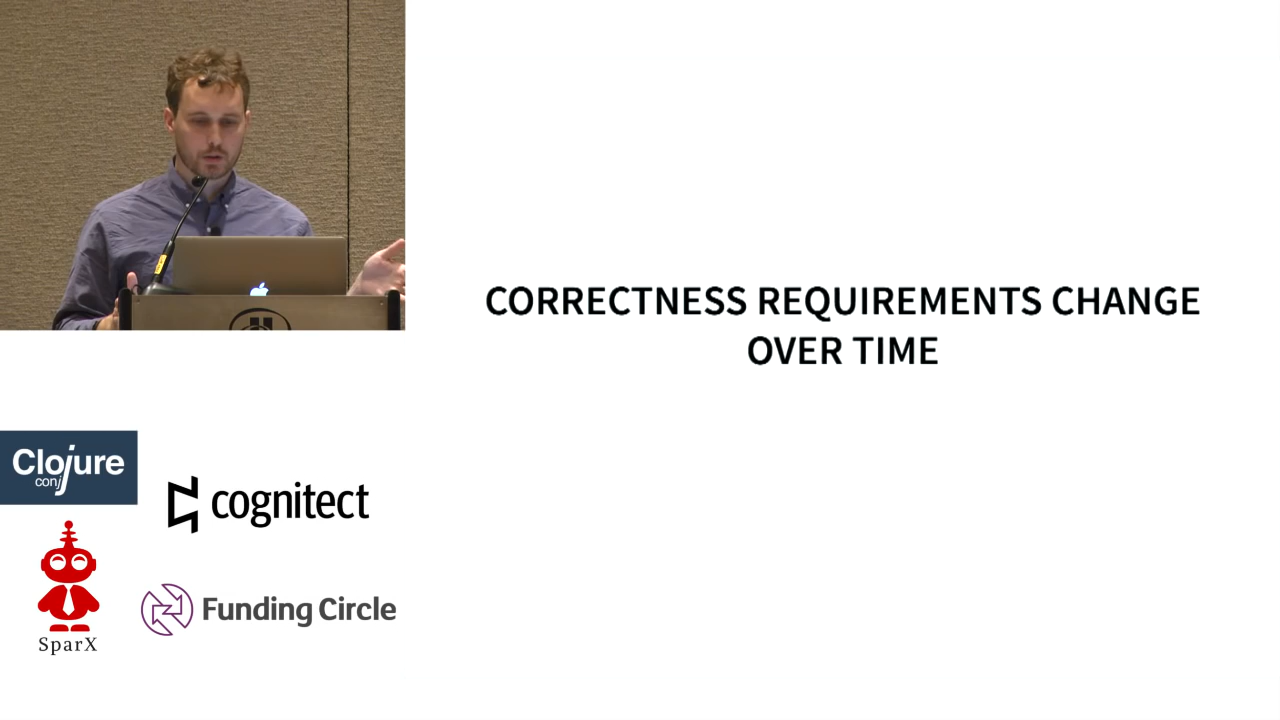 CORRECTNESS REQUIREMENTS CHANGE
OVER TIME
Clojure
conj
cognitect
SparX
Funding Circle